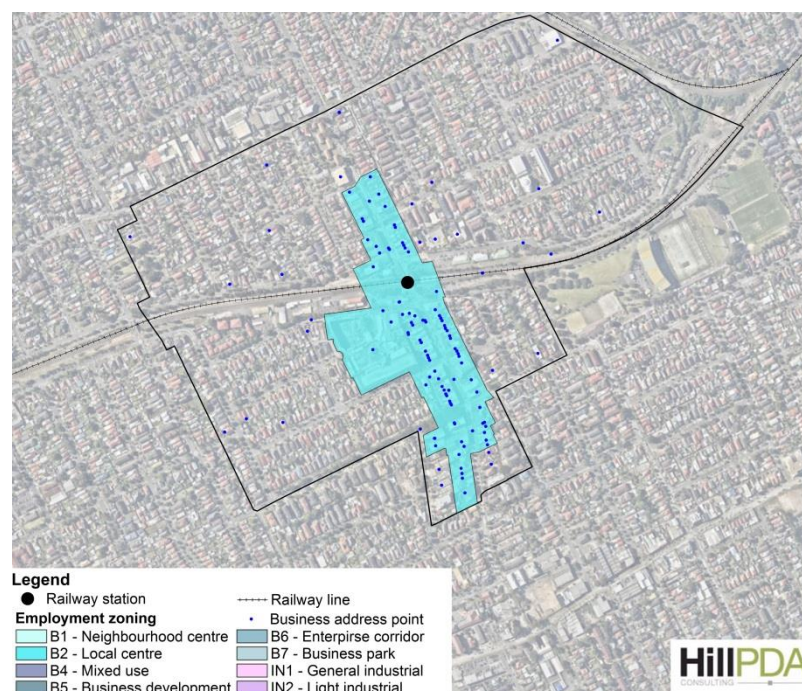 Legend
Railway station
Railway line
Employment zoning
Business address point
B1 - Neighbourhood centre
B6 - Enterpirse corridor
B2 - Local centre
B7 - Business park
B4 - Mixed use
IN1 - General industrial
B5 - Business development
IN2 - Light industrial
HillPDA
CONSULTING